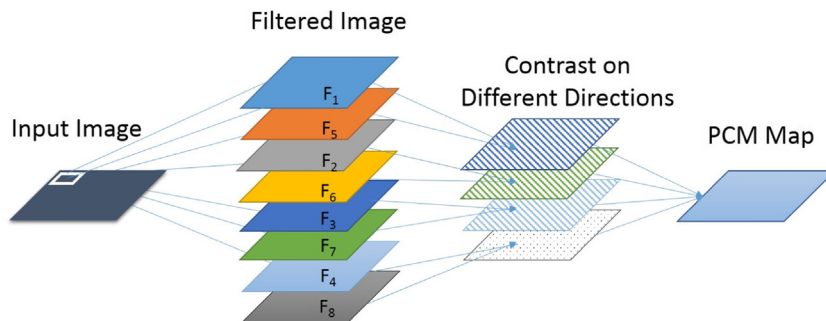 Filtered Image
Contrast on
Different Directions
Input Image
PCM Map
F₁
F₅
F₂
F₆
F₃
F₇
F₄
F₈